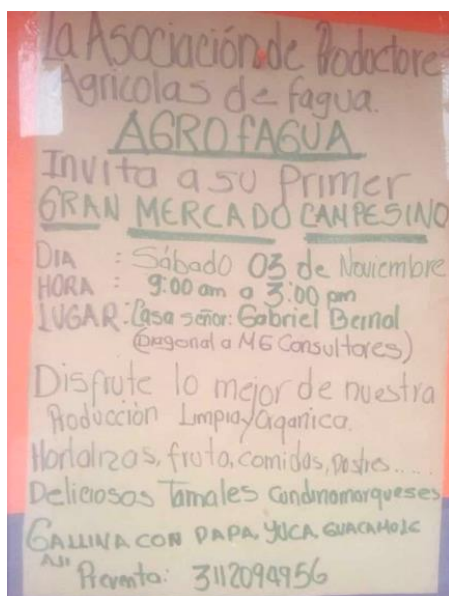 La Asociación de Productores
Agricolas de fagua.
AGROFAGUA
Invita a su Primer
GRAN MERCADO CANPESINO
DIA : Sábado 03 de Noviembre
HORA : 9:00 am a 3:00 pm
LUGAR: Casa señor: Gabriel Bernal
(Diagonal a MG Consultores)
Disfrute lo mejor de nuestra
Producción Limpia y Organica.
Hortalizas, fruta, comidas, Postres.....
Deliciosos Tamales Cundinamarqueses
GALLINA CON PAPA, YUCA, GUACAMOLE
AJI
Preventa: 3112094956